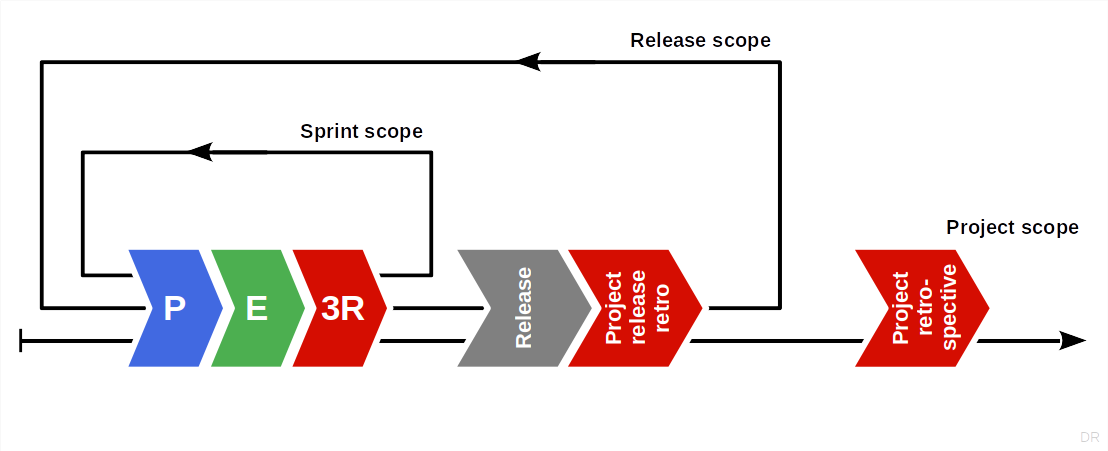 Release scope
Sprint scope
Project scope
P
E
3R
Release
Project
release
retro
Project
retro-
spective
DR